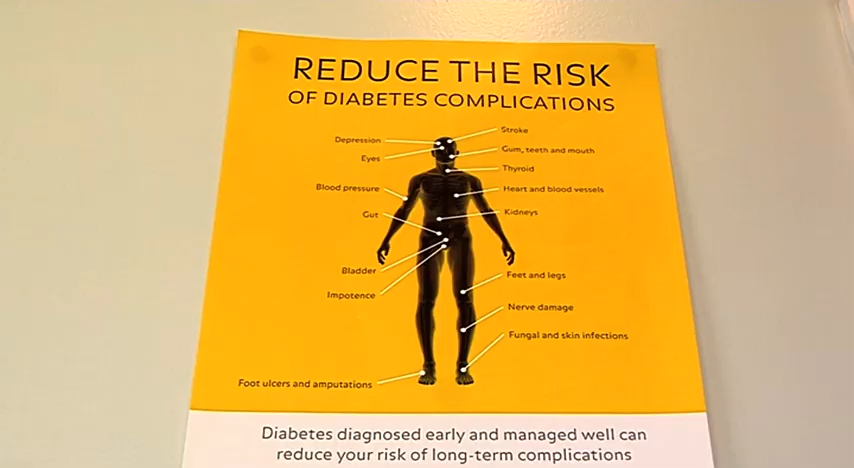 REDUCE THE RISK
OF DIABETES COMPLICATIONS
Stroke
Depression
Gum, teeth and mouth
Eyes
Thyroid
Blood pressure
Heart and blood vessels
Gut
Kidneys
Bladder
Feet and legs
Impotence
Nerve damage
Fungal and skin infections
Foot ulcers and amputations
Diabetes diagnosed early and managed well can
reduce your risk of long-term complications